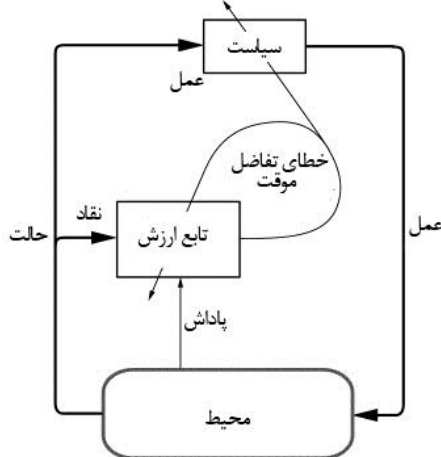 سیاست
عمل
خطای تفاضل
موقت
نقاد
تابع ارزش
حالت
عمل
پاداش
محیط